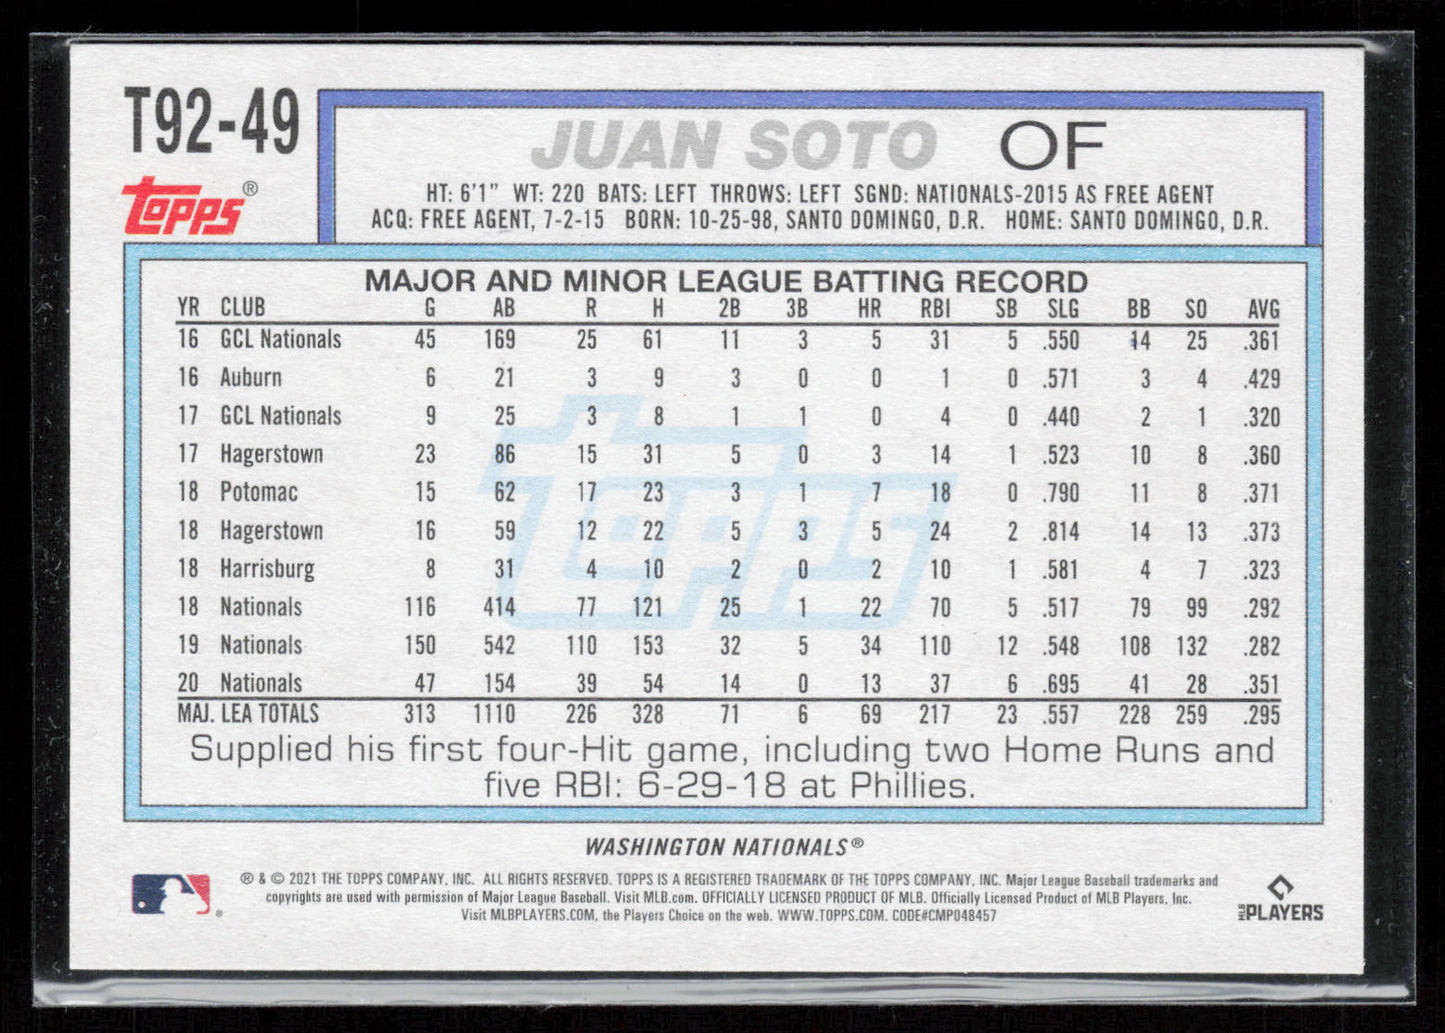 T92-49
Topps®
JUAN SOTO OF
HT: 6'1" WT: 220 BATS: LEFT THROWS: LEFT SGND: NATIONALS-2015 AS FREE AGENT
ACQ: FREE AGENT, 7-2-15 BORN: 10-25-98, SANTO DOMINGO, D.R. HOME: SANTO DOMINGO, D.R.
MAJOR AND MINOR LEAGUE BATTING RECORD
YR CLUB G AB R H 2B 3B HR RBI SB SLG BB SO AVG
16 GCL Nationals 45 169 25 61 11 3 5 31 5 .550 14 25 .361
16 Auburn 6 21 3 9 3 0 0 1 0 .571 3 4 .429
17 GCL Nationals 9 25 3 8 1 1 0 4 0 .440 2 1 .320
17 Hagerstown 23 86 15 31 5 0 3 14 1 .523 10 8 .360
18 Potomac 15 62 17 23 3 1 7 18 0 .790 11 8 .371
18 Hagerstown 16 59 12 22 5 3 5 24 2 .814 14 13 .373
18 Harrisburg 8 31 4 10 2 0 2 10 1 .581 4 7 .323
18 Nationals 116 414 77 121 25 1 22 70 5 .517 79 99 .292
19 Nationals 150 542 110 153 32 5 34 110 12 .548 108 132 .282
20 Nationals 47 154 39 54 14 0 13 37 6 .695 41 28 .351
MAJ. LEA TOTALS 313 1110 226 328 71 6 69 217 23 .557 228 259 .295
Topps
Supplied his first four-Hit game, including two Home Runs and
five RBI: 6-29-18 at Phillies.
WASHINGTON NATIONALS®
® & © 2021 THE TOPPS COMPANY, INC. ALL RIGHTS RESERVED. TOPPS IS A REGISTERED TRADEMARK OF THE TOPPS COMPANY, INC. Major League Baseball trademarks and
copyrights are used with permission of Major League Baseball. Visit MLB.com. OFFICIALLY LICENSED PRODUCT OF MLB. Officially Licensed Product of MLB Players, Inc.
Visit MLBPLAYERS.COM, the Players Choice on the web. WWW.TOPPS.COM. CODE#CMP048457
®
MLB PLAYERS